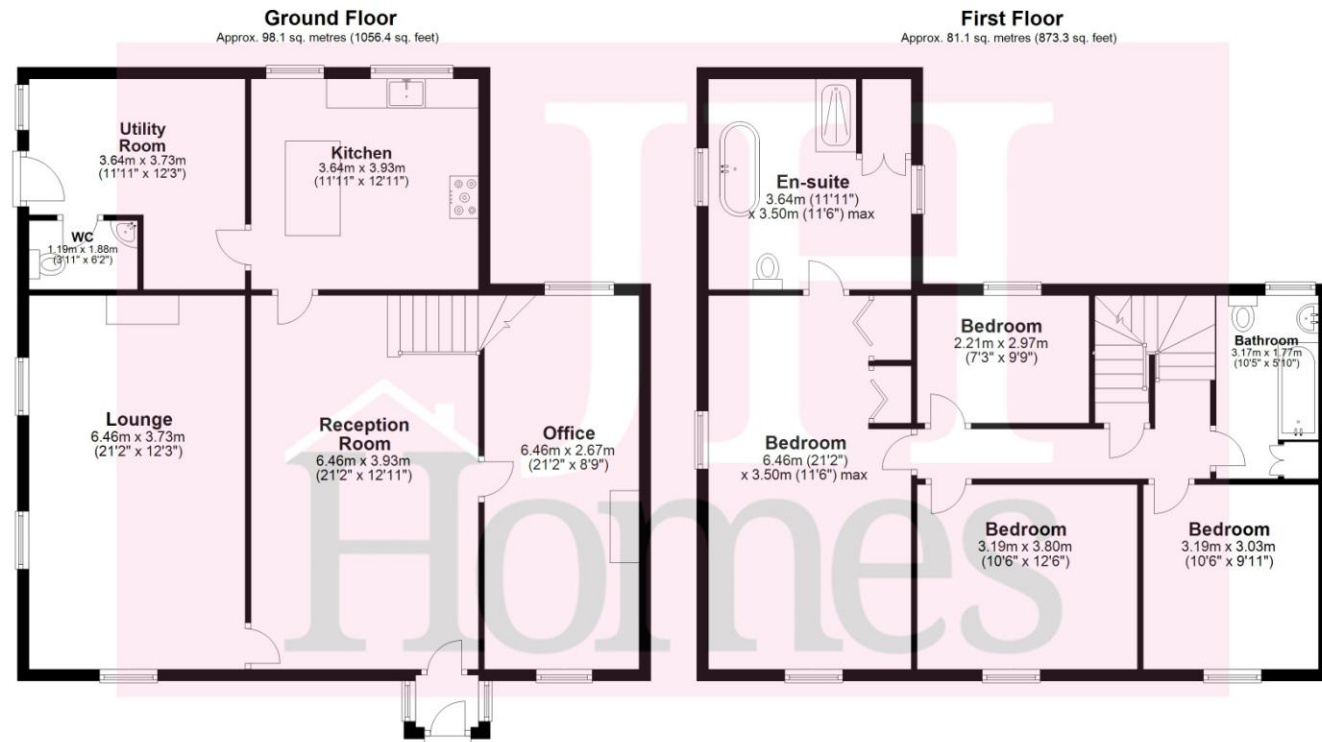 Ground Floor
Approx. 98.1 sq. metres (1056.4 sq. feet)
Utility
Room
3.64m x 3.73m
(11'11" x 12'3")
Kitchen
3.64m x 3.93m
(11'11" x 12'11")
WC
1.19m x 1.88m
(3'11" x 6'2")
Lounge
6.46m x 3.73m
(21'2" x 12'3")
Reception
Room
6.46m x 3.93m
(21'2" x 12'11")
Office
6.46m x 2.67m
(21'2" x 8'9")
First Floor
Approx. 81.1 sq. metres (873.3 sq. feet)
En-suite
3.64m (11'11")
x 3.50m (11'6") max
Bedroom
2.21m x 2.97m
(7'3" x 9'9")
Bathroom
3.17m x 1.77m
(10'5" x 5'10")
Bedroom
6.46m (21'2")
x 3.50m (11'6") max
Bedroom
3.19m x 3.80m
(10'6" x 12'6")
Bedroom
3.19m x 3.03m
(10'6" x 9'11")
JH
Homes